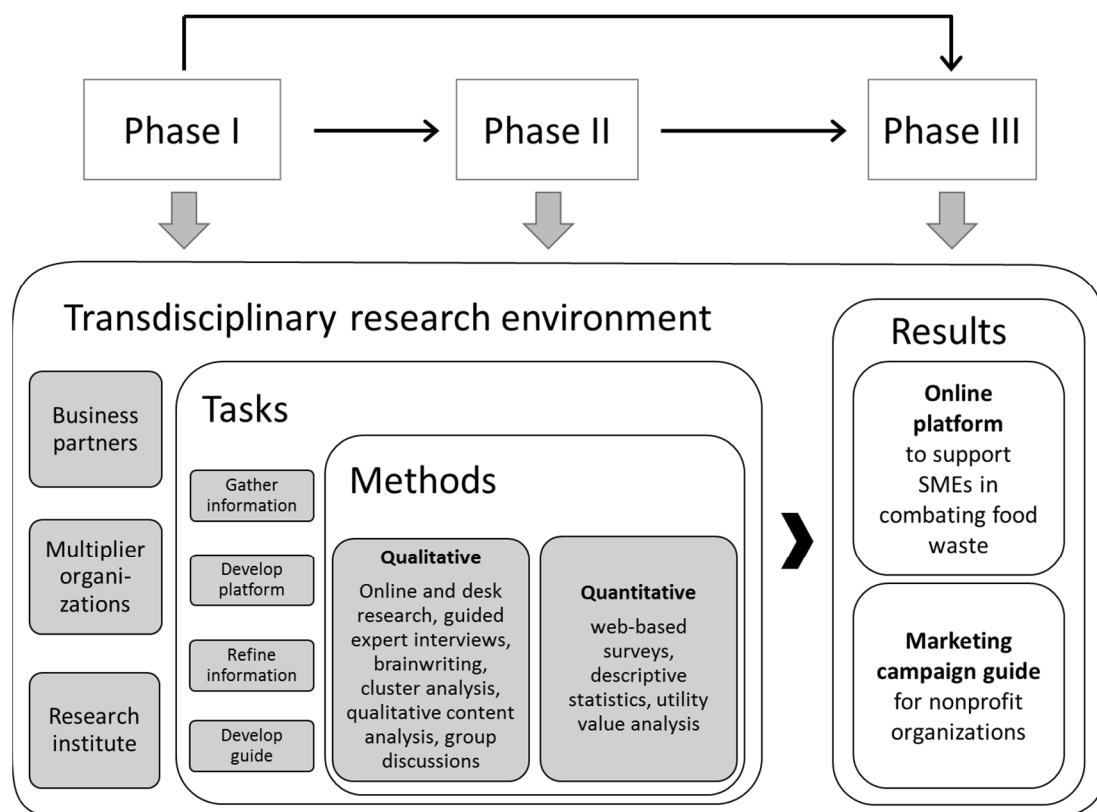 Phase I
Phase II
Phase III
Transdisciplinary research environment
Business
partners
Multiplier
organi-
zations
Research
institute
Tasks
Gather
information
Develop
platform
Refine
information
Develop
guide
Methods
Qualitative
Online and desk
research, guided
expert interviews,
brainwriting,
cluster analysis,
qualitative content
analysis, group
discussions
Quantitative
web-based
surveys,
descriptive
statistics, utility
value analysis
Results
Online
platform
to support
SMEs in
combating food
waste
Marketing
campaign guide
for nonprofit
organizations